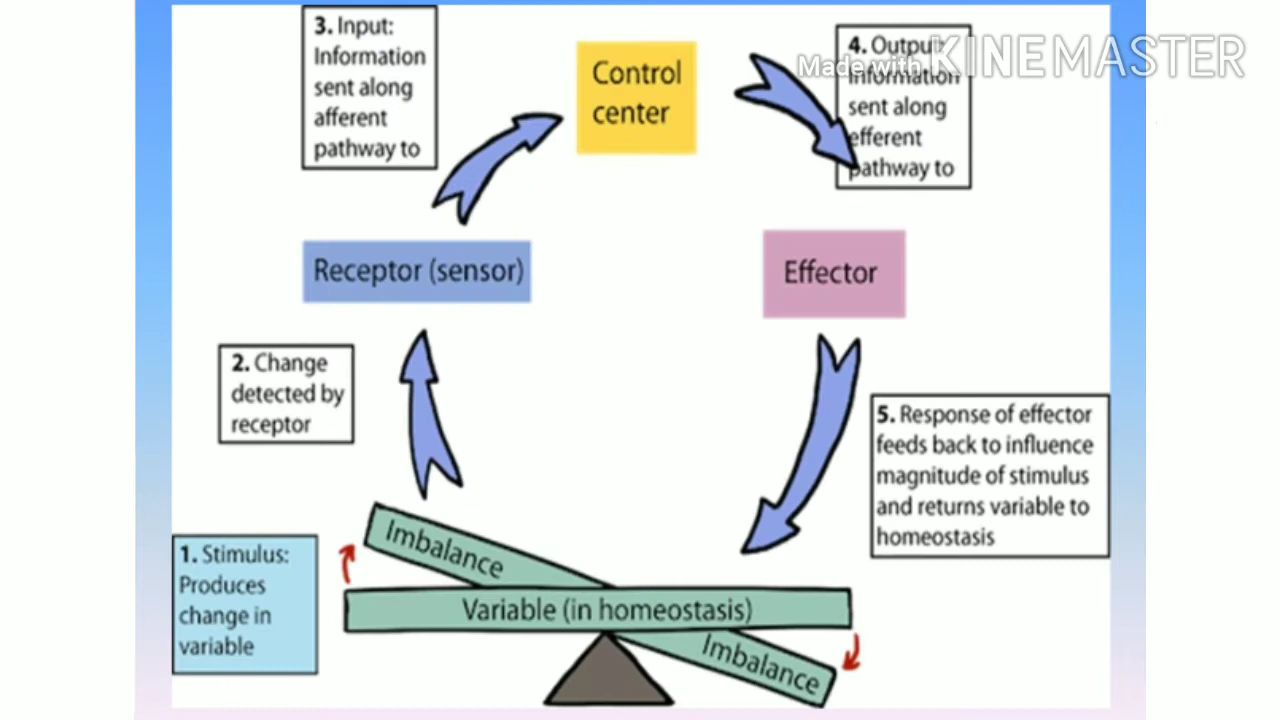 3. Input:
Information
sent along
afferent
pathway to
Control
center
4. Output:
Information
sent along
efferent
pathway to
Made with KINEMASTER
Receptor (sensor)
Effector
2. Change
detected by
receptor
5. Response of effector
feeds back to influence
magnitude of stimulus
and returns variable to
homeostasis
1. Stimulus:
Produces
change in
variable
Imbalance
Variable (in homeostasis)
Imbalance